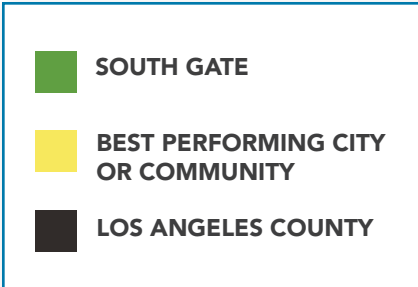 SOUTH GATE
BEST PERFORMING CITY
OR COMMUNITY
LOS ANGELES COUNTY